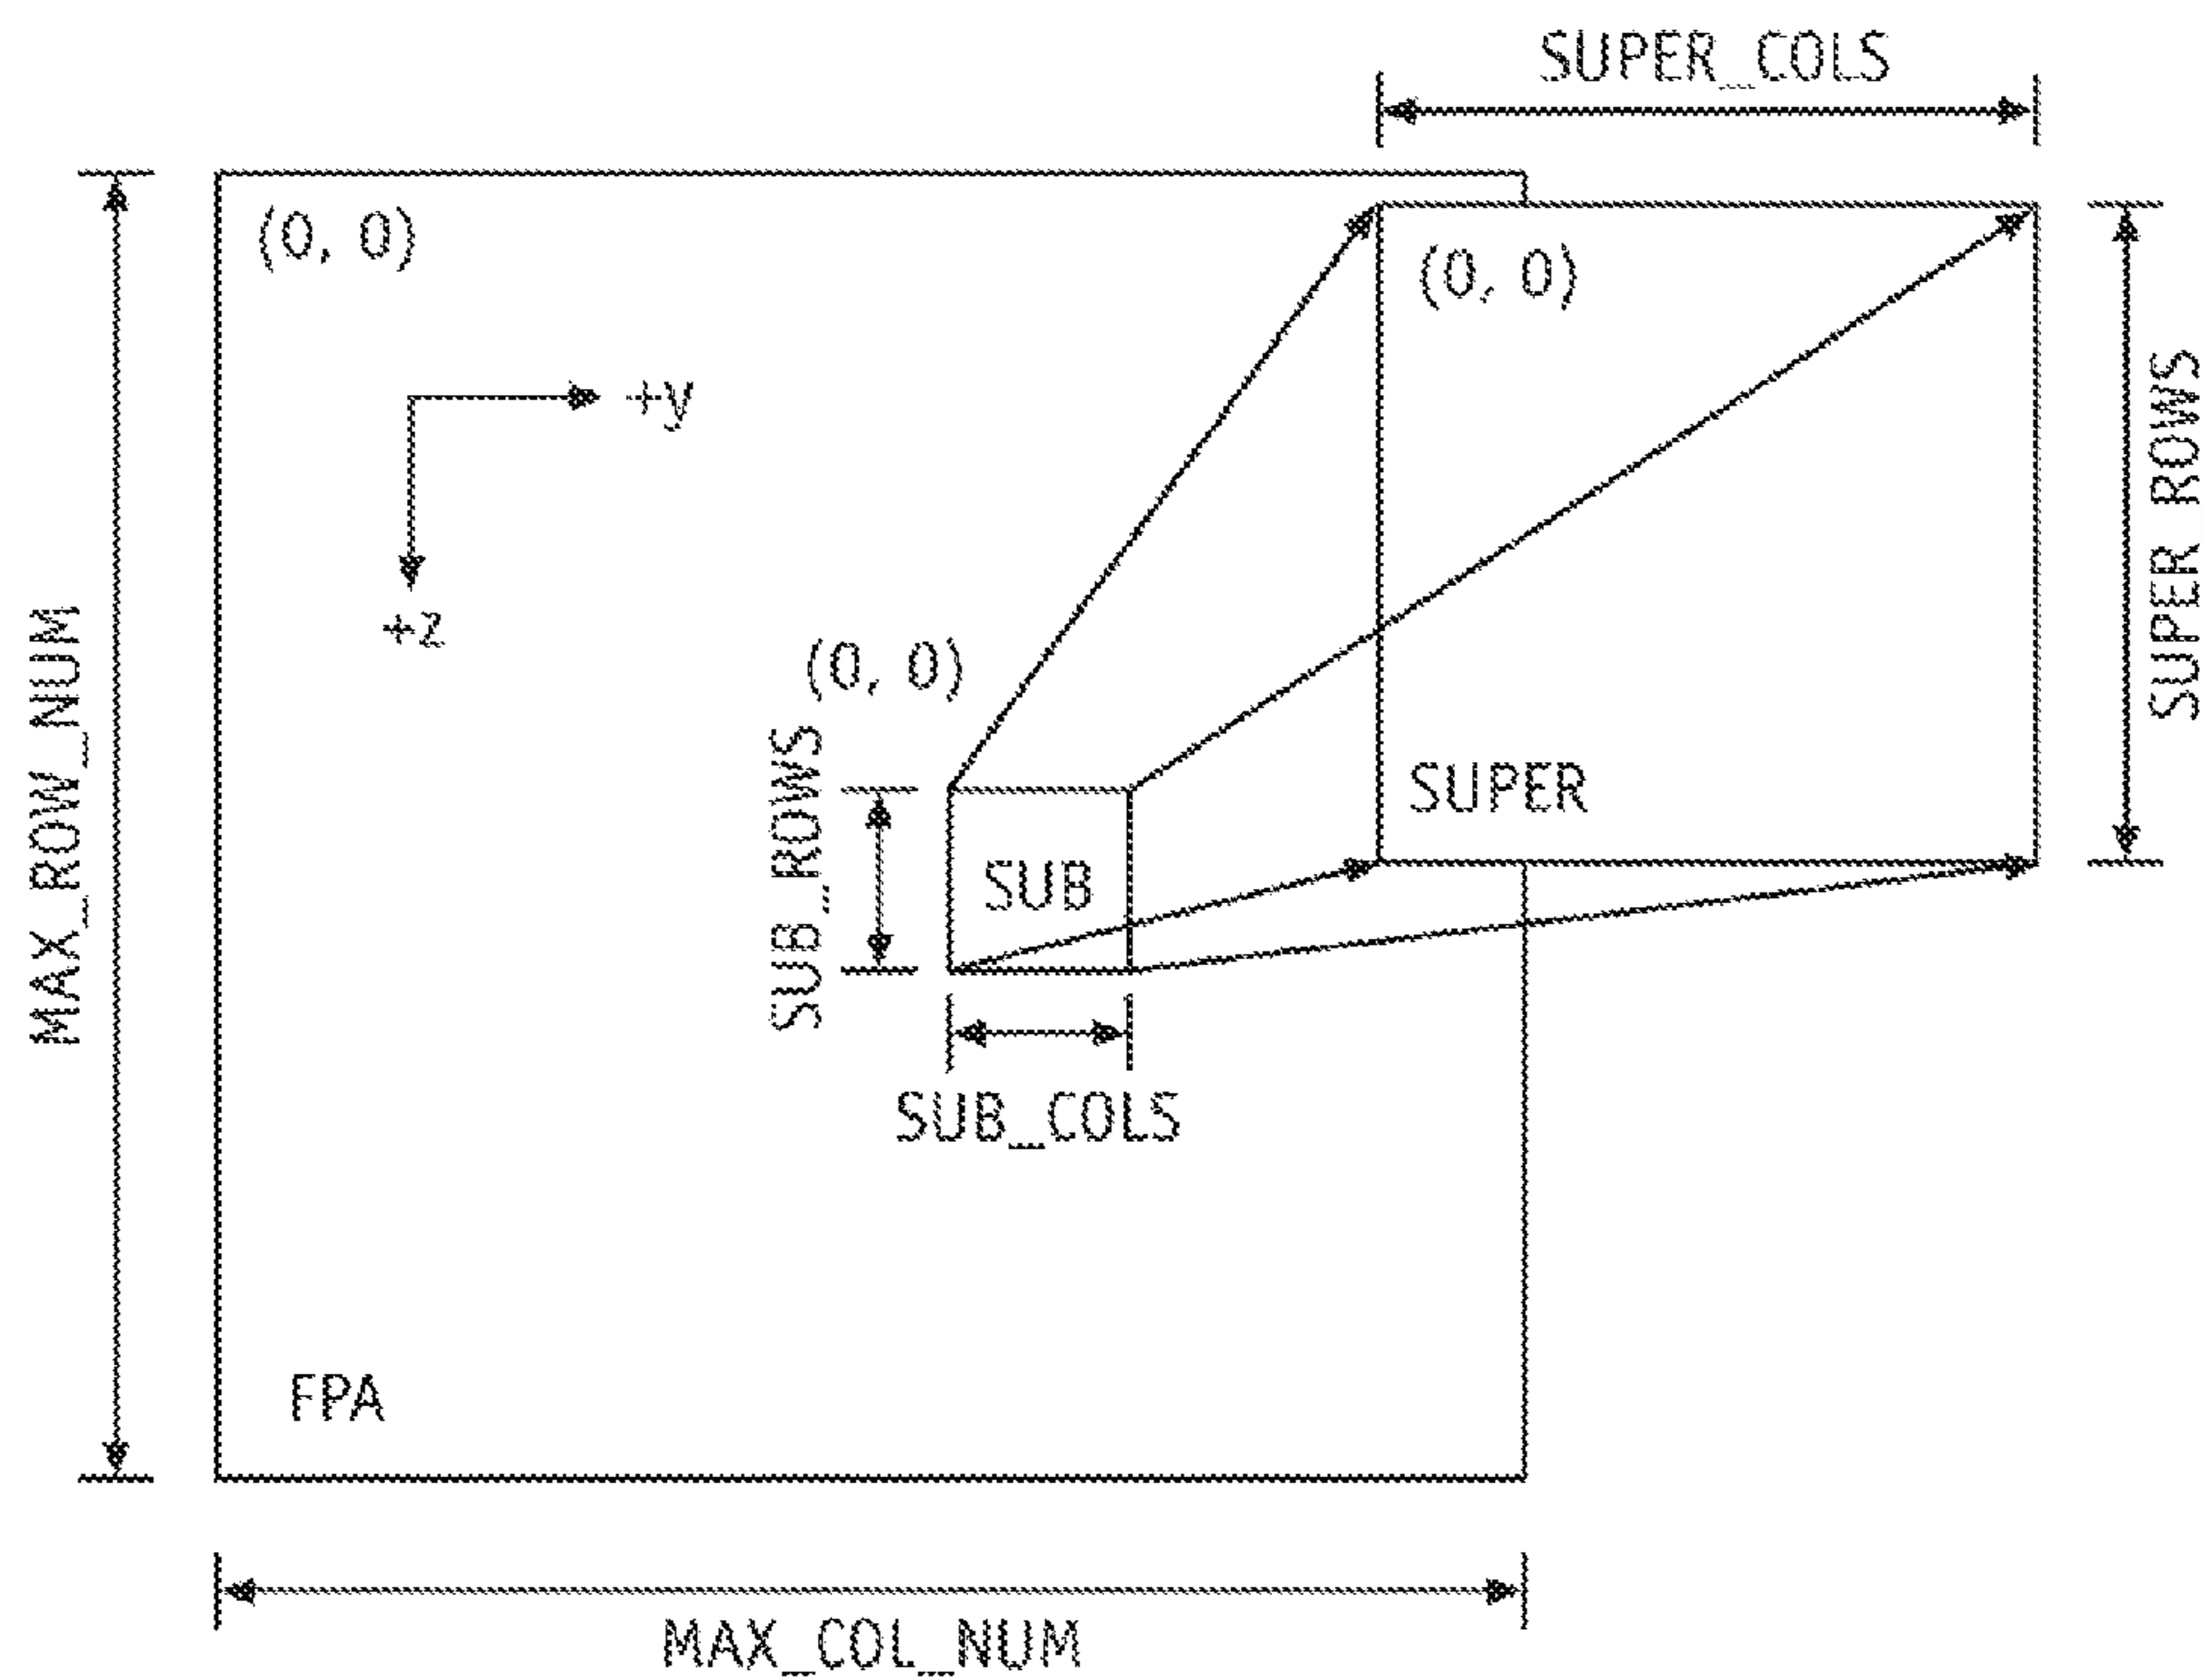 SUPER_COLS
(0, 0)
(0, 0)
+y
+z
(0, 0)
MAX_ROW_NUM
SUPER_ROWS
SUB_ROWS
SUPER
SUB
SUB_COLS
FPA
MAX_COL_NUM